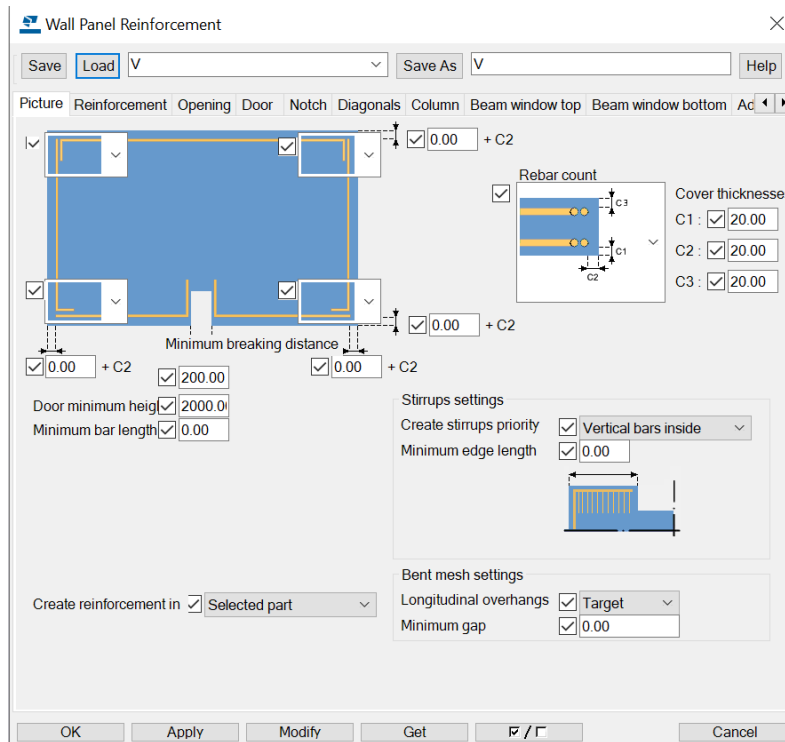 Wall Panel Reinforcement
Save Load V Save As V Help
Picture Reinforcement Opening Door Notch Diagonals Column Beam window top Beam window bottom Ad
0.00 + C2
Rebar count
C3
C1
C2
Cover thicknesse
C1 : 20.00
C2 : 20.00
C3 : 20.00
0.00 + C2
Minimum breaking distance
0.00 + C2
0.00 + C2
200.00
Door minimum heig 2000.0
Minimum bar length 0.00
Stirrups settings
Create stirrups priority Vertical bars inside
Minimum edge length 0.00
Create reinforcement in Selected part
Bent mesh settings
Longitudinal overhangs Target
Minimum gap 0.00
OK Apply Modify Get / Cancel